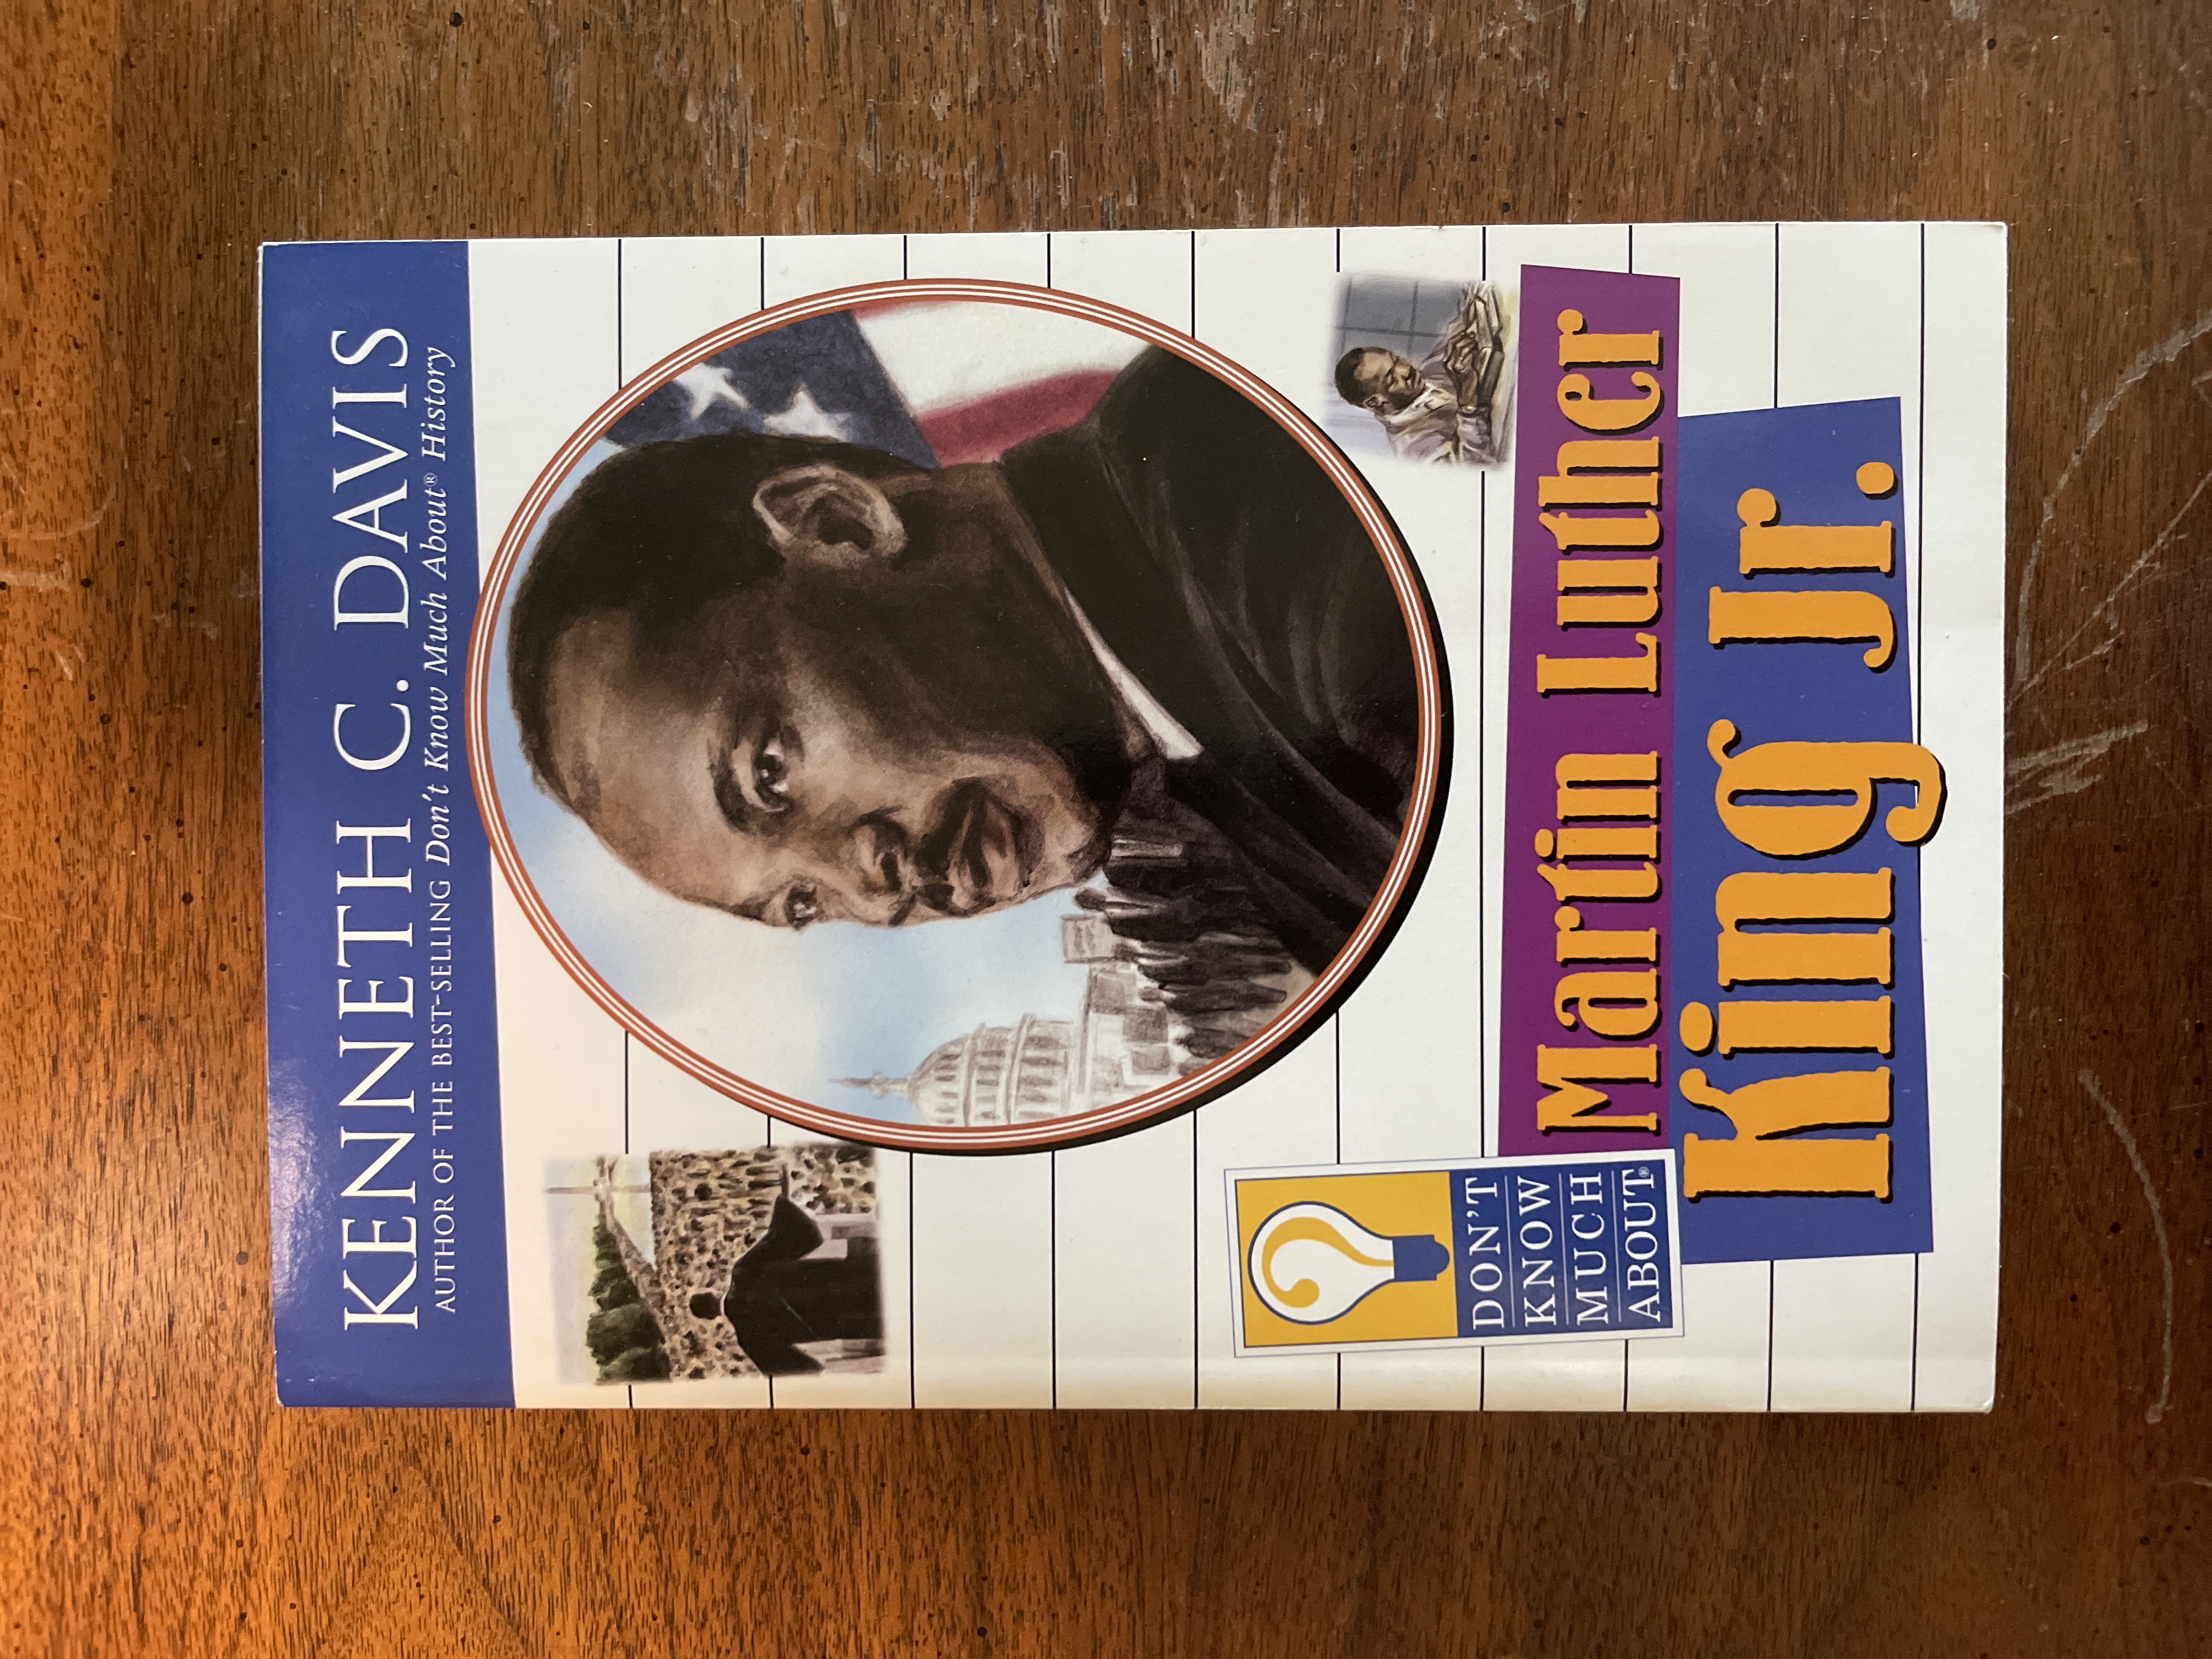 KENNETH C. DAVIS
AUTHOR OF THE BEST-SELLING Don't Know Much About® History
DON'T
KNOW
MUCH
ABOUT®
Martin Luther
King Jr.